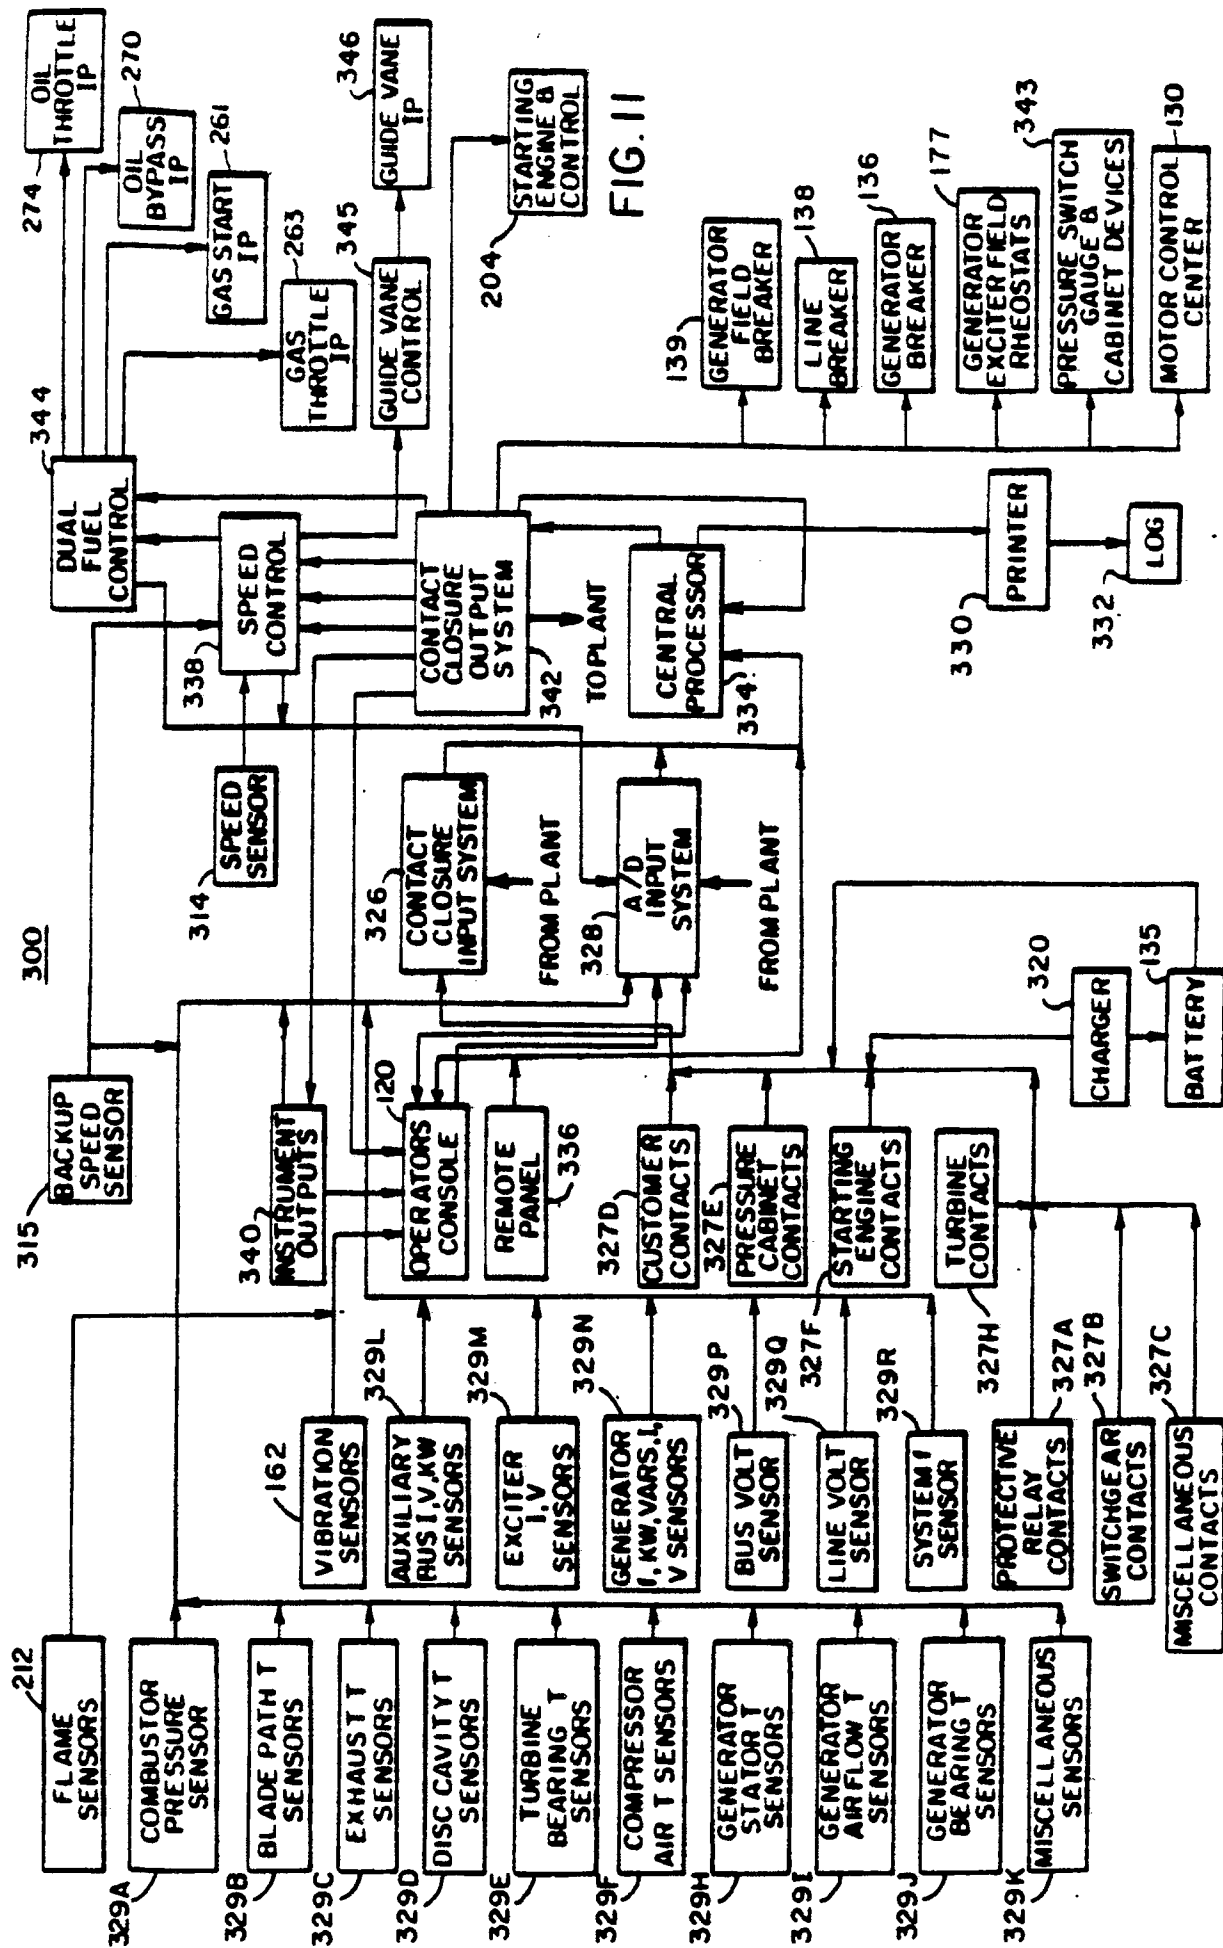 300
212
FLAME
SENSORS
329A
COMBUSTOR
PRESSURE
SENSOR
329B
BLADE PATH T
SENSORS
329C
EXHAUST T
SENSORS
329D
DISC CAVITY T
SENSORS
329E
TURBINE
BEARING T
SENSORS
329F
COMPRESSOR
AIR T SENSORS
329H
GENERATOR
STATOR T
SENSORS
329I
GENERATOR
AIR FLOW T
SENSORS
329J
GENERATOR
BEARING T
SENSORS
329K
MISCELLANEOUS
SENSORS
162
VIBRATION
SENSORS
329L
AUXILIARY
BUS I,V,KW
SENSORS
329M
EXCITER
I,V
SENSORS
329N
GENERATOR
I,KW,VARS.I,
V SENSORS
329P
BUS VOLT
SENSOR
329Q
LINE VOLT
SENSOR
329R
SYSTEM f
SENSOR
327A
PROTECTIVE
RELAY
CONTACTS
327B
SWITCHGEAR
CONTACTS
327C
MISCELLANEOUS
CONTACTS
315
BACKUP
SPEED
SENSOR
340
INSTRUMENT
OUTPUTS
120
OPERATORS
CONSOLE
REMOTE
PANEL
336
327D
CUSTOMER
CONTACTS
327E
PRESSURE
CABINET
CONTACTS
327F
STARTING
ENGINE
CONTACTS
TURBINE
CONTACTS
327H
CHARGER
320
BATTERY
135
314
SPEED
SENSOR
326
CONTACT
CLOSURE
INPUT SYSTEM
FROM PLANT
328
A/D
INPUT
SYSTEM
FROM PLANT
344
DUAL
FUEL
CONTROL
338
SPEED
CONTROL
CONTACT
CLOSURE
OUTPUT
SYSTEM
342
TO PLANT
CENTRAL
PROCESSOR
334
330
PRINTER
332
LOG
274
OIL
THROTTLE
IP
270
OIL
BYPASS
IP
261
GAS START
IP
263
GAS
THROTTLE
IP
345
GUIDE VANE
CONTROL
346
GUIDE VANE
IP
204
STARTING
ENGINE &
CONTROL
FIG. 11
139
GENERATOR
FIELD
BREAKER
138
LINE
BREAKER
136
GENERATOR
BREAKER
177
GENERATOR
EXCITER FIELD
RHEOSTATS
343
PRESSURE SWITCH
GAUGE &
CABINET DEVICES
130
MOTOR CONTROL
CENTER